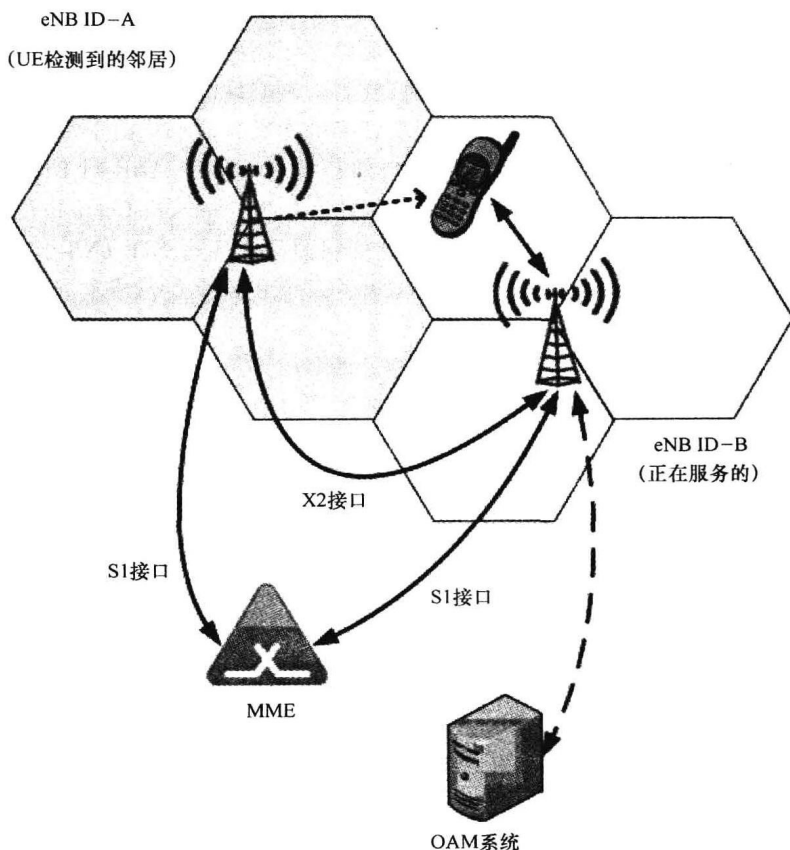 eNB ID-A
（UE检测到的邻居）
eNB ID-B
（正在服务的）
X2接口
S1接口
S1接口
MME
OAM系统